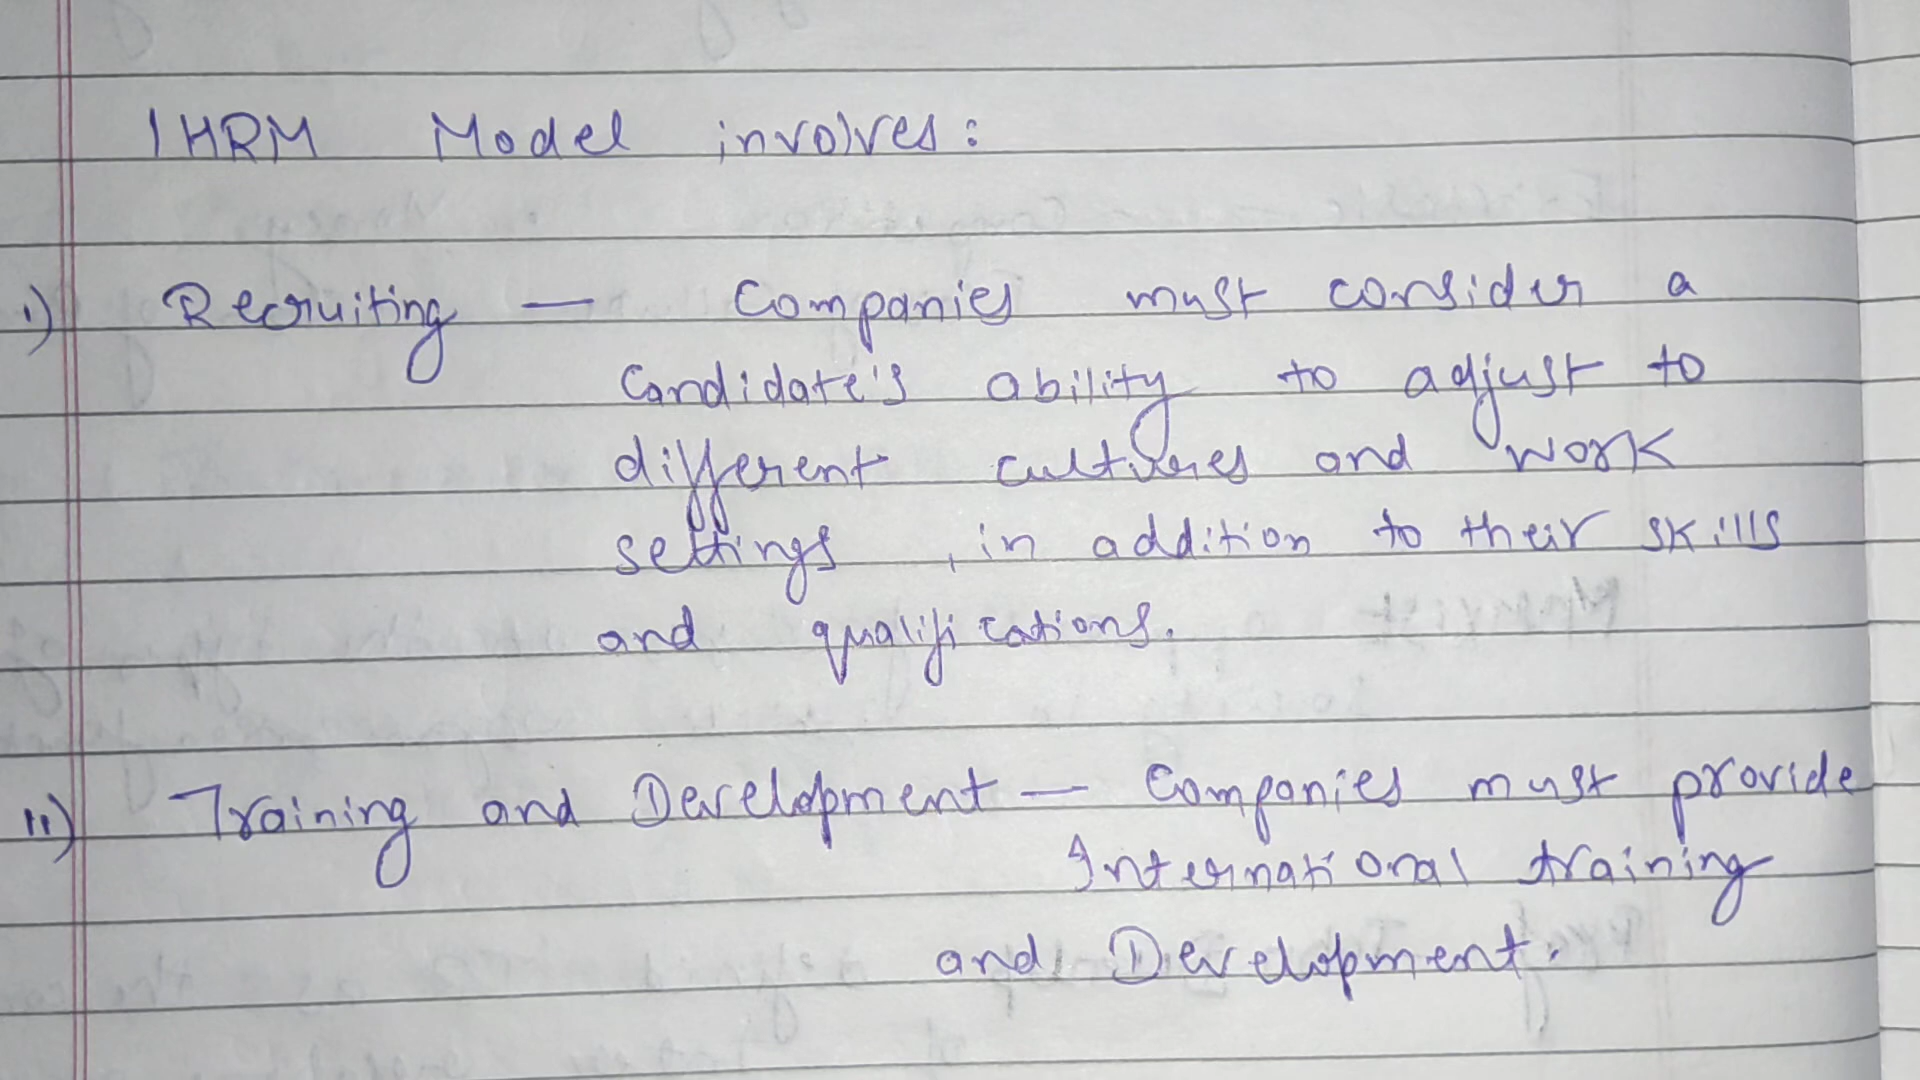 IHRM Model involves:
i) Recruiting — Companies must consider a
candidate's ability to adjust to
different cultures and work
settings, in addition to their skills
and qualifications.
ii) Training and Development — Companies must provide
International training
and Development.